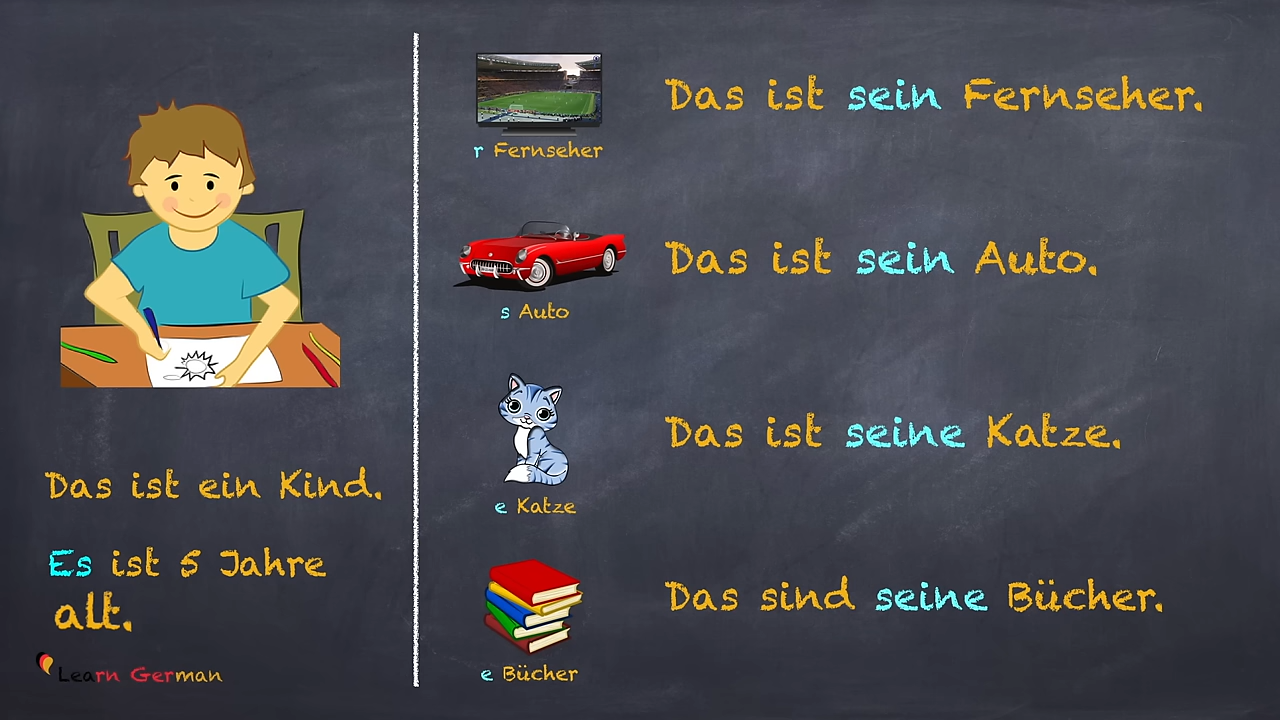 Das ist ein Kind.
Es ist 5 Jahre
alt.
Learn German
r Fernseher
Das ist sein Fernseher.
s Auto
Das ist sein Auto.
e Katze
Das ist seine Katze.
e Bücher
Das sind seine Bücher.